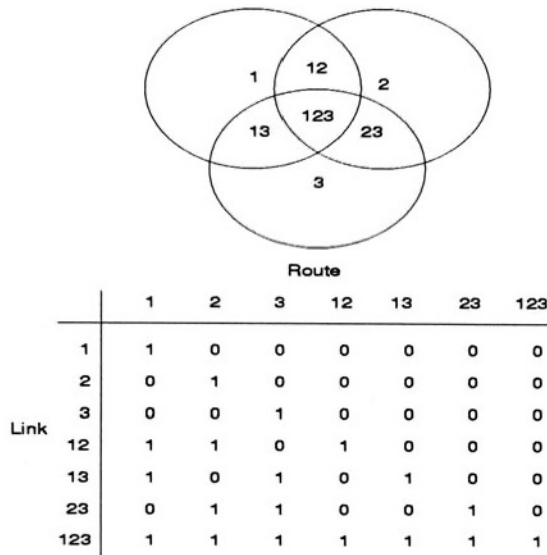 1 12 2
123
13 23
3
Route
1 2 3 12 13 23 123
1 1 0 0 0 0 0 0
2 0 1 0 0 0 0 0
3 0 0 1 0 0 0 0
Link
12 1 1 0 1 0 0 0
13 1 0 1 0 1 0 0
23 0 1 1 0 0 1 0
123 1 1 1 1 1 1 1